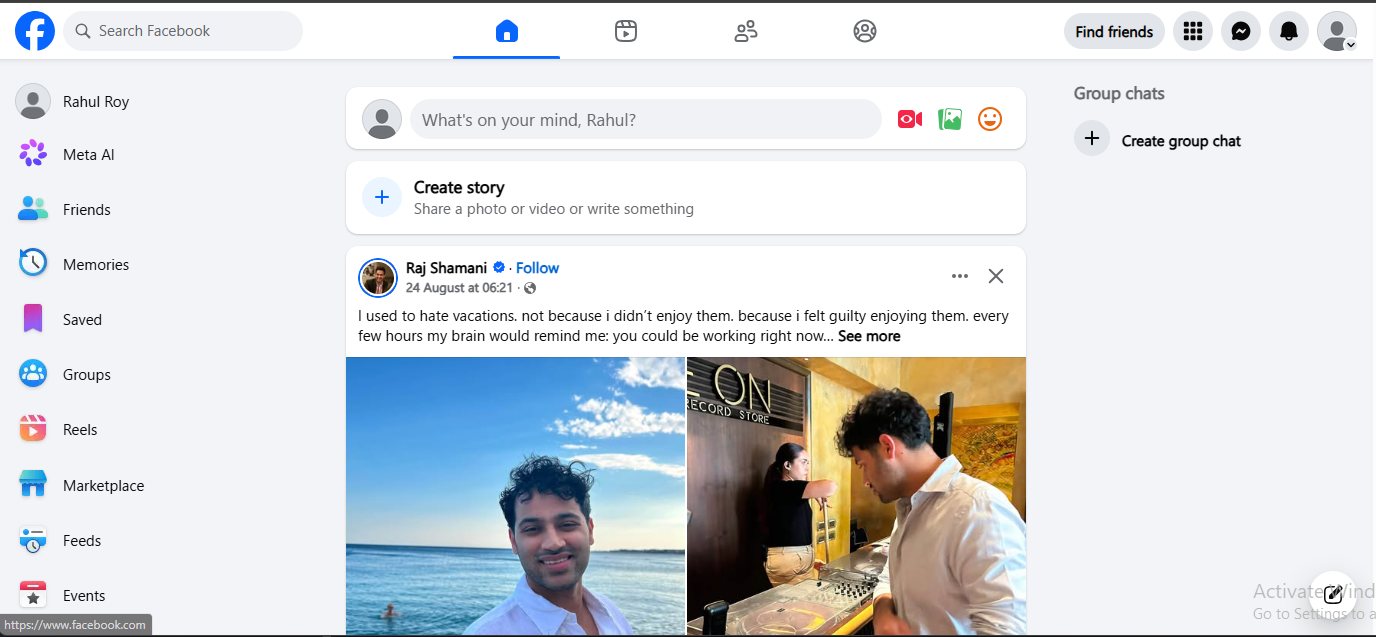 Search Facebook
Find friends
Rahul Roy
Meta AI
Friends
Memories
Saved
Groups
Reels
Marketplace
Feeds
Events
https://www.facebook.com
What's on your mind, Rahul?
Create story
Share a photo or video or write something
Raj Shamani · Follow
24 August at 06:21 ·
I used to hate vacations. not because i didn’t enjoy them. because i felt guilty enjoying them. every
few hours my brain would remind me: you could be working right now... See more
EON
RECORD STORE
Group chats
Create group chat
Activate Wind
Go to Settings to a